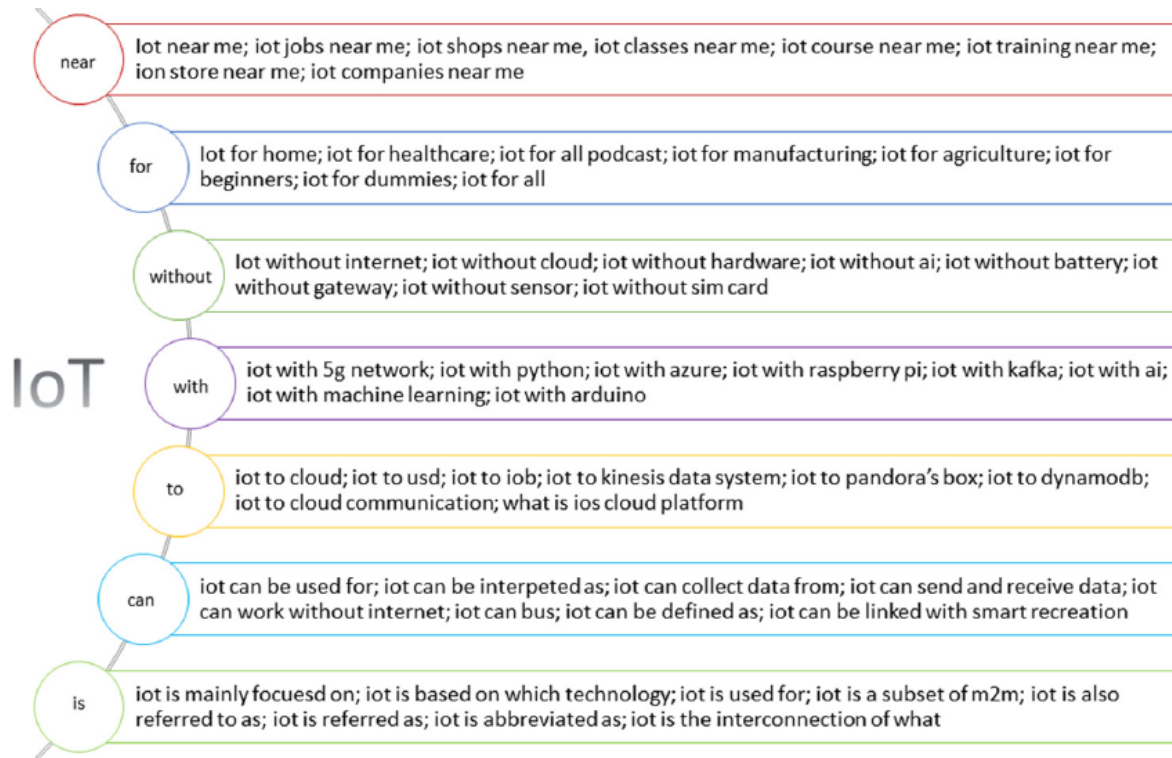 near
Iot near me; iot jobs near me; iot shops near me, iot classes near me; iot course near me; iot training near me;
ion store near me; iot companies near me
for
Iot for home; iot for healthcare; iot for all podcast; iot for manufacturing; iot for agriculture; iot for
beginners; iot for dummies; iot for all
without
Iot without internet; iot without cloud; iot without hardware; iot without ai; iot without battery; iot
without gateway; iot without sensor; iot without sim card
IoT
with
iot with 5g network; iot with python; iot with azure; iot with raspberry pi; iot with kafka; iot with ai;
iot with machine learning; iot with arduino
to
iot to cloud; iot to usd; iot to iob; iot to kinesis data system; iot to pandora's box; iot to dynamodb;
iot to cloud communication; what is ios cloud platform
can
iot can be used for; iot can be interpeted as; iot can collect data from; iot can send and receive data; iot
can work without internet; iot can bus; iot can be defined as; iot can be linked with smart recreation
is
iot is mainly focuesd on; iot is based on which technology; iot is used for; iot is a subset of m2m; iot is also
referred to as; iot is referred as; iot is abbreviated as; iot is the interconnection of what